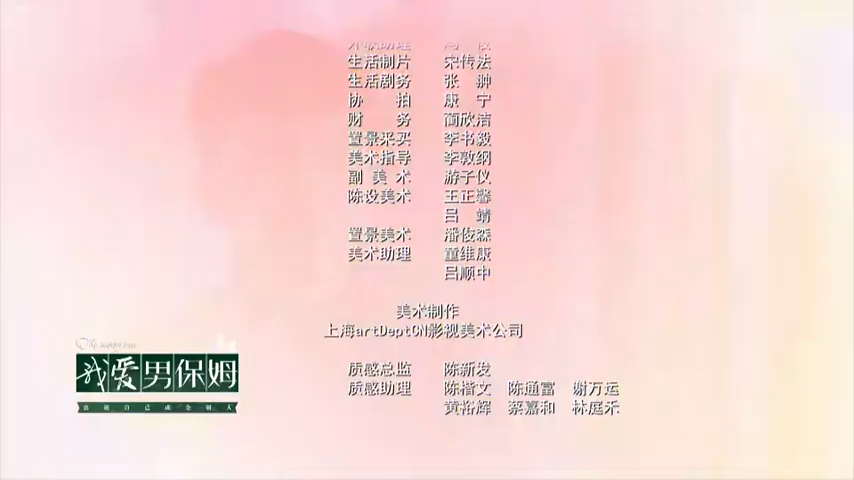 生活制片 宋传法
生活剧务 张翀
协拍 康宁
财务 蔺欣洁
置景采买 李书毅
美术指导 李敦纲
副美术 游子仪
陈设美术 王正馨
吕靖
置景美术 潘俊森
美术助理 董维康
吕顺中
美术制作
上海artDeptCN影视美术公司
质感总监 陈新发
质感助理 陈楷文 陈通富 谢万运
黄裕辉 蔡嘉和 林庭禾
我爱男保姆